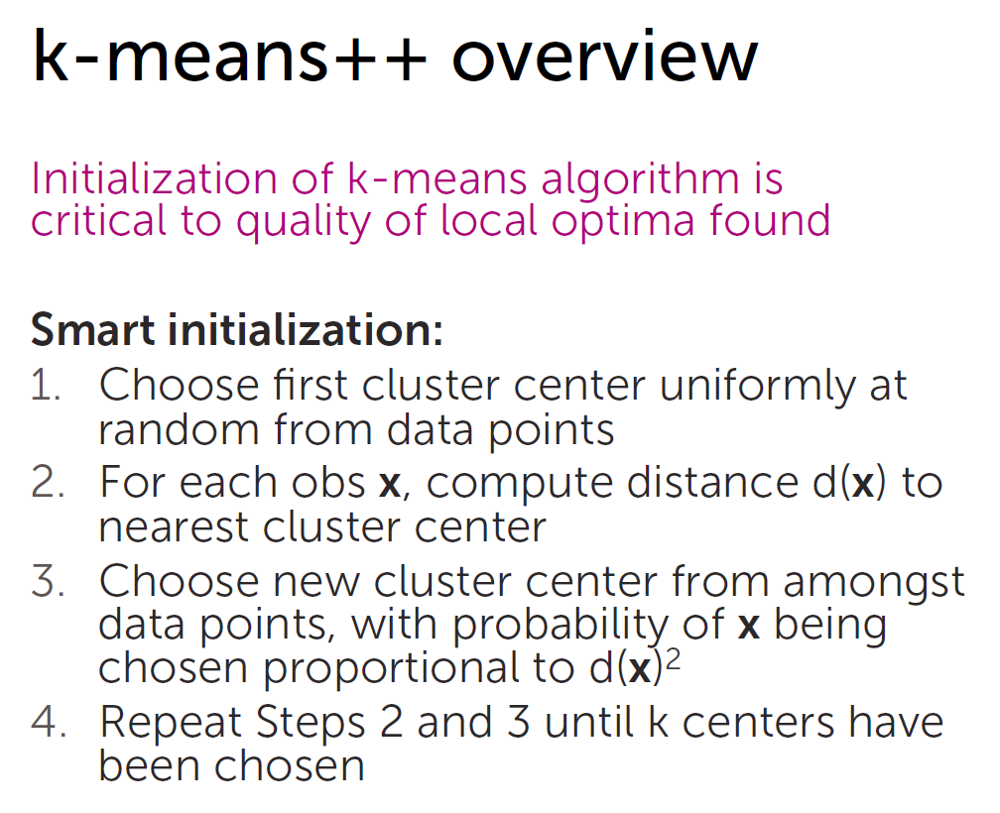 k-means++ overview
Initialization of k-means algorithm is
critical to quality of local optima found
Smart initialization:
1. Choose first cluster center uniformly at
random from data points
2. For each obs x, compute distance d(x) to
nearest cluster center
3. Choose new cluster center from amongst
data points, with probability of x being
chosen proportional to d(x)²
4. Repeat Steps 2 and 3 until k centers have
been chosen